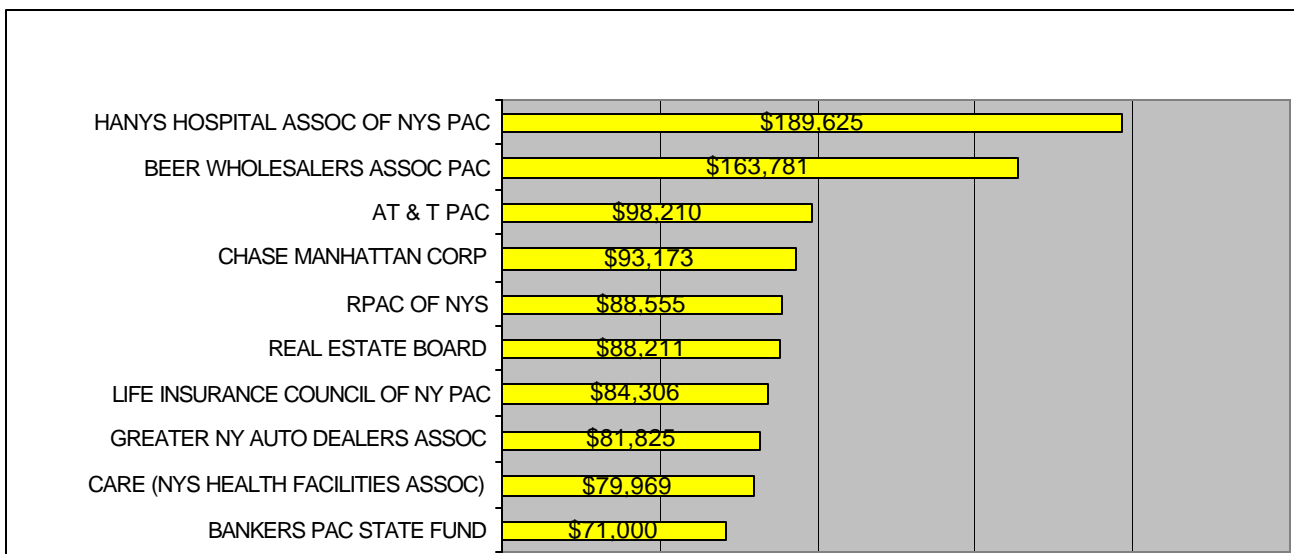 HANYS HOSPITAL ASSOC OF NYS PAC $189,625
BEER WHOLESALERS ASSOC PAC $163,781
AT & T PAC $98,210
CHASE MANHATTAN CORP $93,173
RPAC OF NYS $88,555
REAL ESTATE BOARD $88,211
LIFE INSURANCE COUNCIL OF NY PAC $84,306
GREATER NY AUTO DEALERS ASSOC $81,825
CARE (NYS HEALTH FACILITIES ASSOC) $79,969
BANKERS PAC STATE FUND $71,000